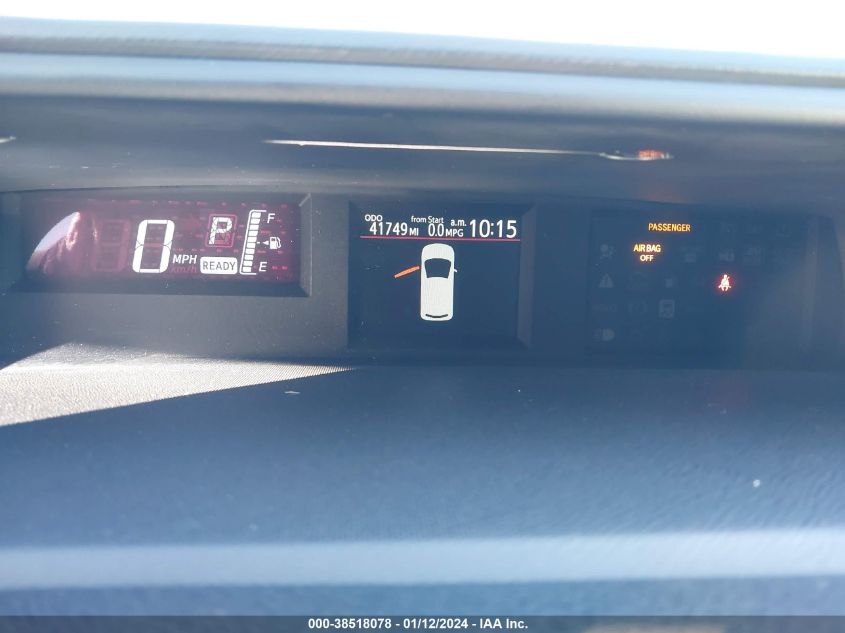 0 MPH
km/h
P
READY
F
E
ODO from Start a.m.
41749 MI 0.0 MPG 10:15
PASSENGER
AIR BAG
OFF
000-38518078 - 01/12/2024 - IAA Inc.